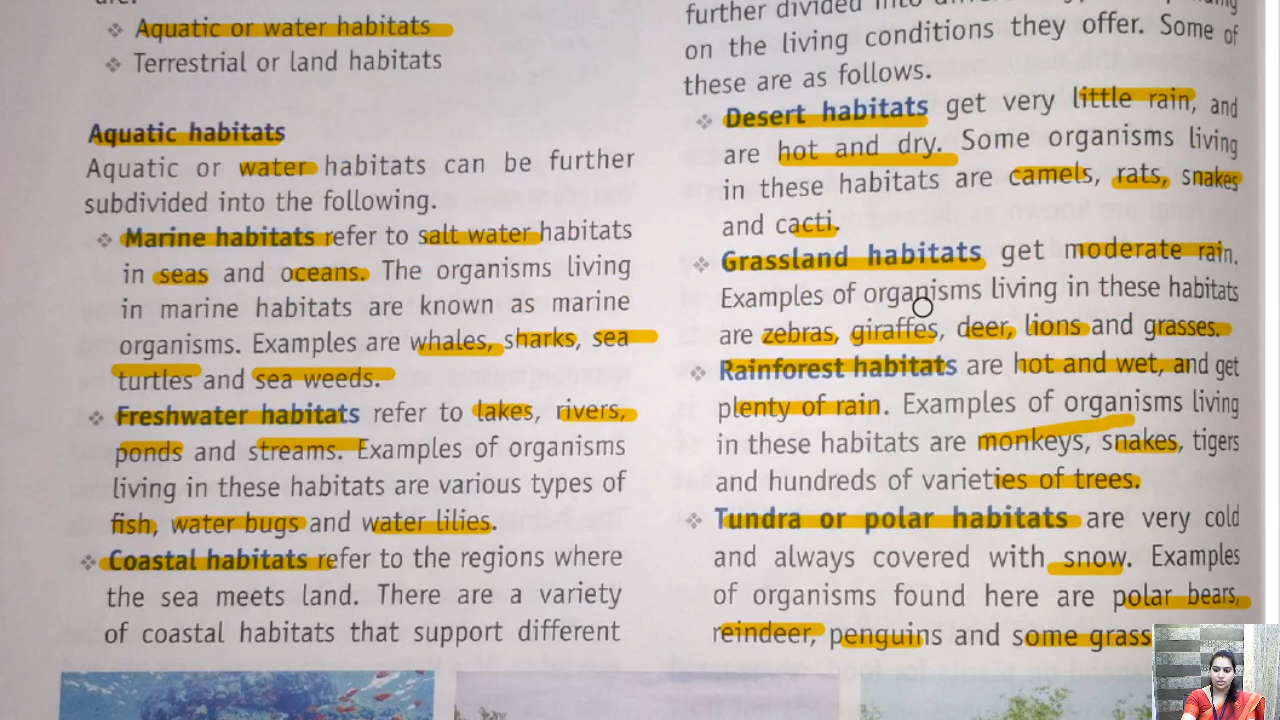 are:
❖ Aquatic or water habitats
❖ Terrestrial or land habitats
Aquatic habitats
Aquatic or water habitats can be further
subdivided into the following.
❖ Marine habitats refer to salt water habitats
in seas and oceans. The organisms living
in marine habitats are known as marine
organisms. Examples are whales, sharks, sea
turtles and sea weeds.
❖ Freshwater habitats refer to lakes, rivers,
ponds and streams. Examples of organisms
living in these habitats are various types of
fish, water bugs and water lilies.
❖ Coastal habitats refer to the regions where
the sea meets land. There are a variety
of coastal habitats that support different
further divided into
on the living conditions they offer. Some of
these are as follows.
❖ Desert habitats get very little rain, and
are hot and dry. Some organisms living
in these habitats are camels, rats, snakes
and cacti.
❖ Grassland habitats get moderate rain.
Examples of organisms living in these habitats
are zebras, giraffes, deer, lions and grasses.
❖ Rainforest habitats are hot and wet, and get
plenty of rain. Examples of organisms living
in these habitats are monkeys, snakes, tigers
and hundreds of varieties of trees.
❖ Tundra or polar habitats are very cold
and always covered with snow. Examples
of organisms found here are polar bears,
reindeer, penguins and some grass